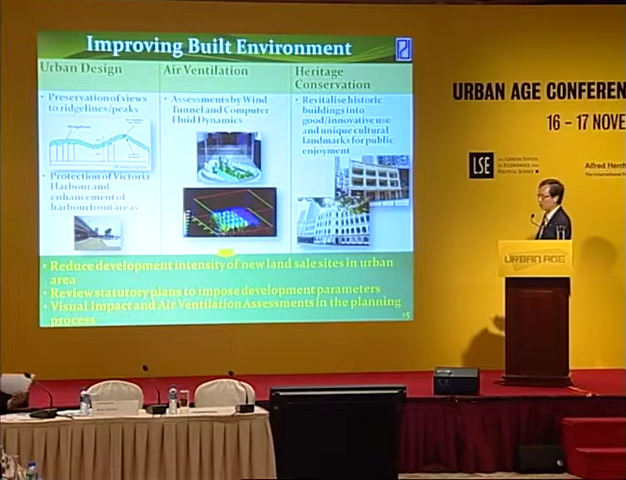 Improving Built Environment
Urban Design
Air Ventilation
Heritage
Conservation
• Preservation of views
to ridgelines/peaks
• Protection of Victoria
Harbour and
enhancement of
harbourfront areas
• Assessments by Wind
Tunnel and Computer
Fluid Dynamics
• Revitalise historic
buildings into
good/innovative use
and unique cultural
landmarks for public
enjoyment
• Reduce development intensity of new land sale sites in urban
area
• Review statutory plans to impose development parameters
• Visual Impact and Air Ventilation Assessments in the planning
process
15
URBAN AGE CONFEREN
16 – 17 NOVE
LSE
THE LONDON SCHOOL
OF ECONOMICS AND
POLITICAL SCIENCE
Alfred Herrh
The International F
URBAN AGE